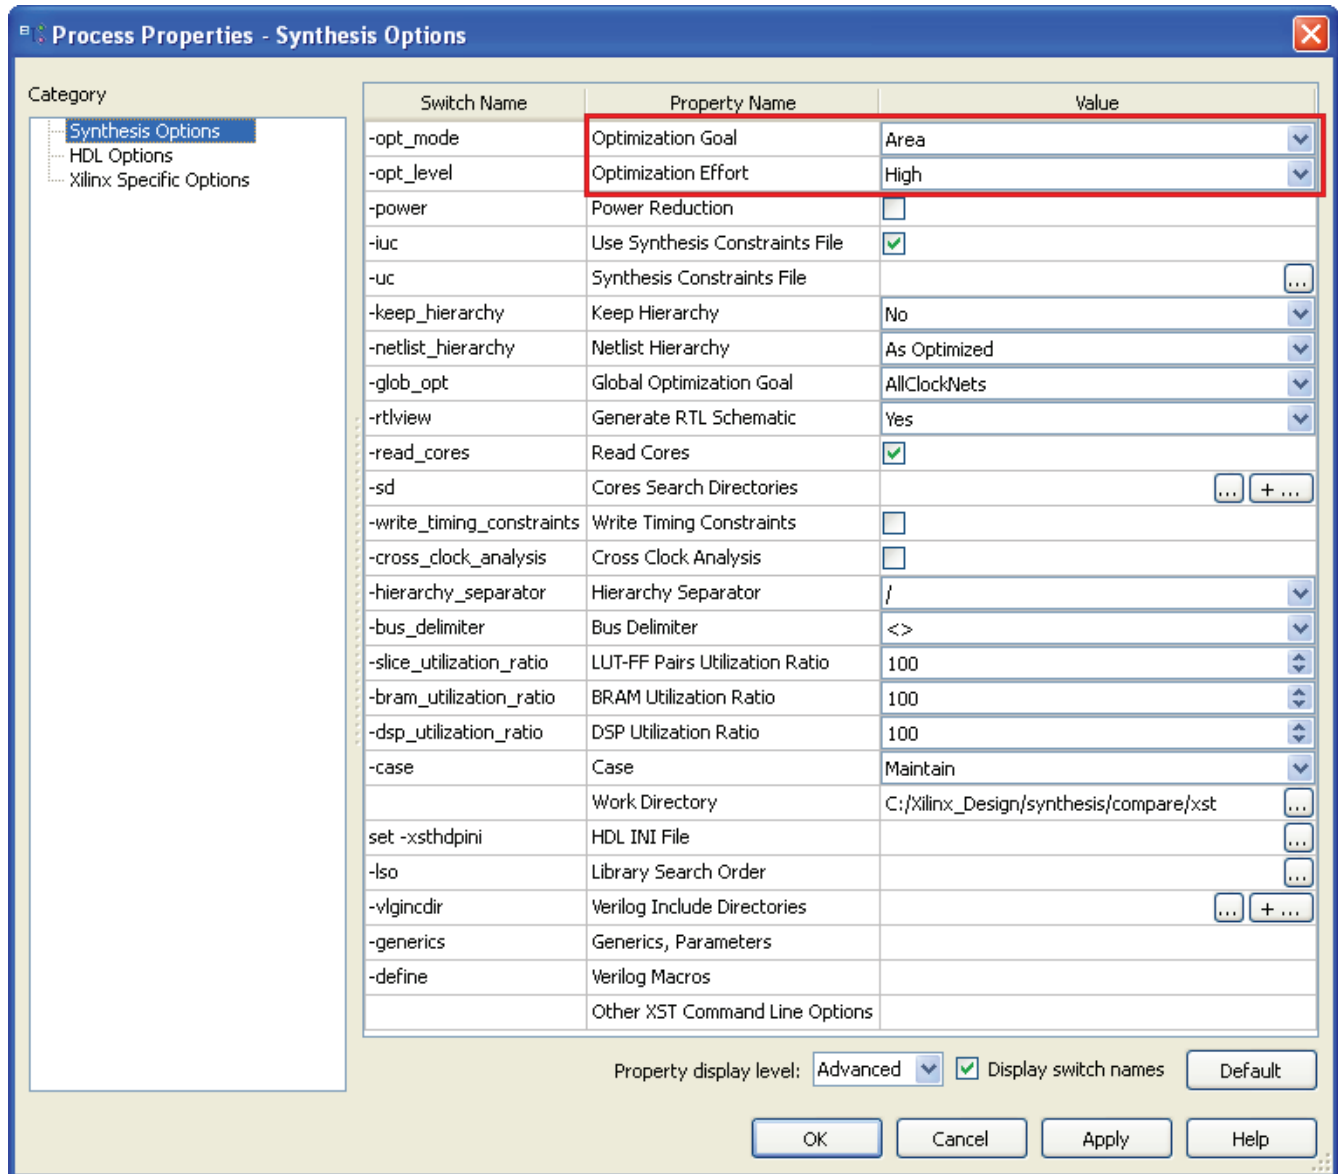 Process Properties - Synthesis Options
Category
Synthesis Options
HDL Options
Xilinx Specific Options
Switch Name Property Name Value
-opt_mode Optimization Goal Area
-opt_level Optimization Effort High
-power Power Reduction
-iuc Use Synthesis Constraints File
-uc Synthesis Constraints File ...
-keep_hierarchy Keep Hierarchy No
-netlist_hierarchy Netlist Hierarchy As Optimized
-glob_opt Global Optimization Goal AllClockNets
-rtlview Generate RTL Schematic Yes
-read_cores Read Cores
-sd Cores Search Directories ... + ...
-write_timing_constraints Write Timing Constraints
-cross_clock_analysis Cross Clock Analysis
-hierarchy_separator Hierarchy Separator /
-bus_delimiter Bus Delimiter <>
-slice_utilization_ratio LUT-FF Pairs Utilization Ratio 100
-bram_utilization_ratio BRAM Utilization Ratio 100
-dsp_utilization_ratio DSP Utilization Ratio 100
-case Case Maintain
Work Directory C:/Xilinx_Design/synthesis/compare/xst ...
set -xsthdpini HDL INI File ...
-lso Library Search Order ...
-vlgincdir Verilog Include Directories ... + ...
-generics Generics, Parameters
-define Verilog Macros
Other XST Command Line Options
Property display level: Advanced Display switch names Default
OK Cancel Apply Help